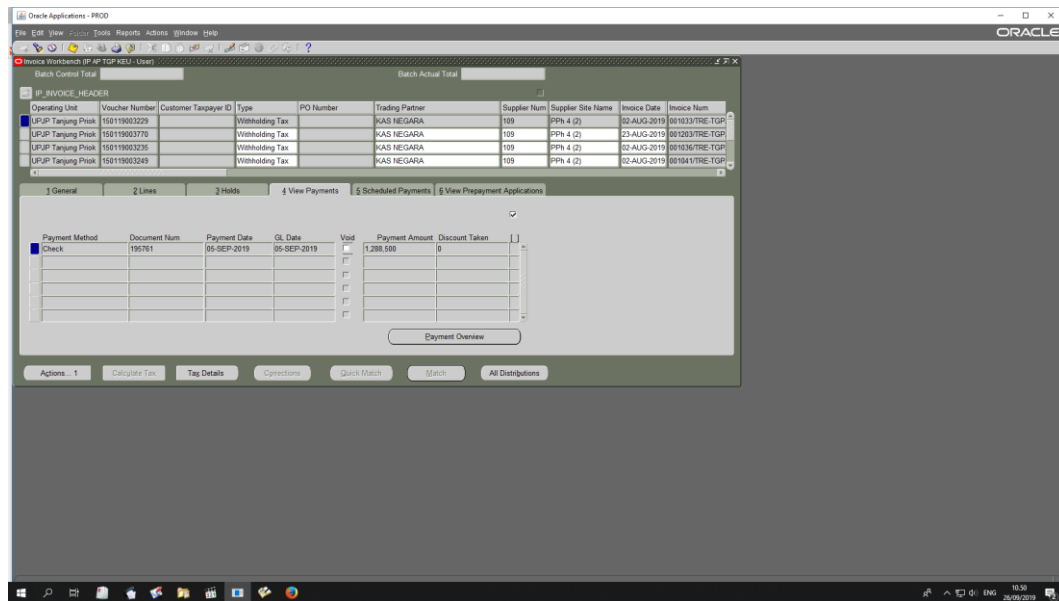 Oracle Applications - PROD
File Edit View Folder Tools Reports Actions Window Help
ORACLE
Invoice Workbench (IP AP TGP KEU - User)
Batch Control Total Batch Actual Total
IP_INVOICE_HEADER
Operating Unit Voucher Number Customer Taxpayer ID Type PO Number Trading Partner Supplier Num Supplier Site Name Invoice Date Invoice Num
UPJP Tanjung Priok 150119003229 Withholding Tax KAS NEGARA 109 PPh 4 (2) 02-AUG-2019 001033/TRE-TGP
UPJP Tanjung Priok 150119003770 Withholding Tax KAS NEGARA 109 PPh 4 (2) 23-AUG-2019 001203/TRE-TGP
UPJP Tanjung Priok 150119003235 Withholding Tax KAS NEGARA 109 PPh 4 (2) 02-AUG-2019 001036/TRE-TGP
UPJP Tanjung Priok 150119003249 Withholding Tax KAS NEGARA 109 PPh 4 (2) 02-AUG-2019 001041/TRE-TGP
1 General 2 Lines 3 Holds 4 View Payments 5 Scheduled Payments 6 View Prepayment Applications
Payment Method Document Num Payment Date GL Date Void Payment Amount Discount Taken [ ]
Check 195761 05-SEP-2019 05-SEP-2019 1,288,500 0
Payment Overview
Actions... 1 Calculate Tax Tax Details Corrections Quick Match Match All Distributions
ENG 10.50
26/09/2019